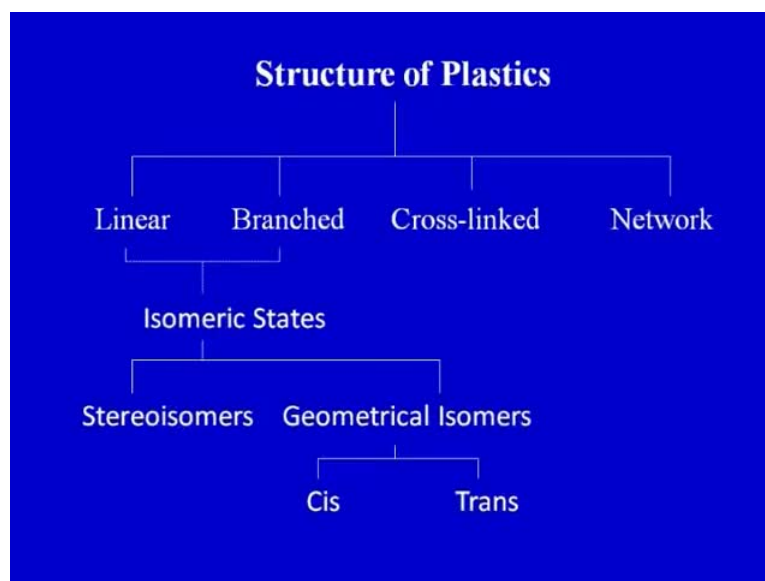 Structure of Plastics
Linear Branched Cross-linked Network
Isomeric States
Stereoisomers Geometrical Isomers
Cis Trans